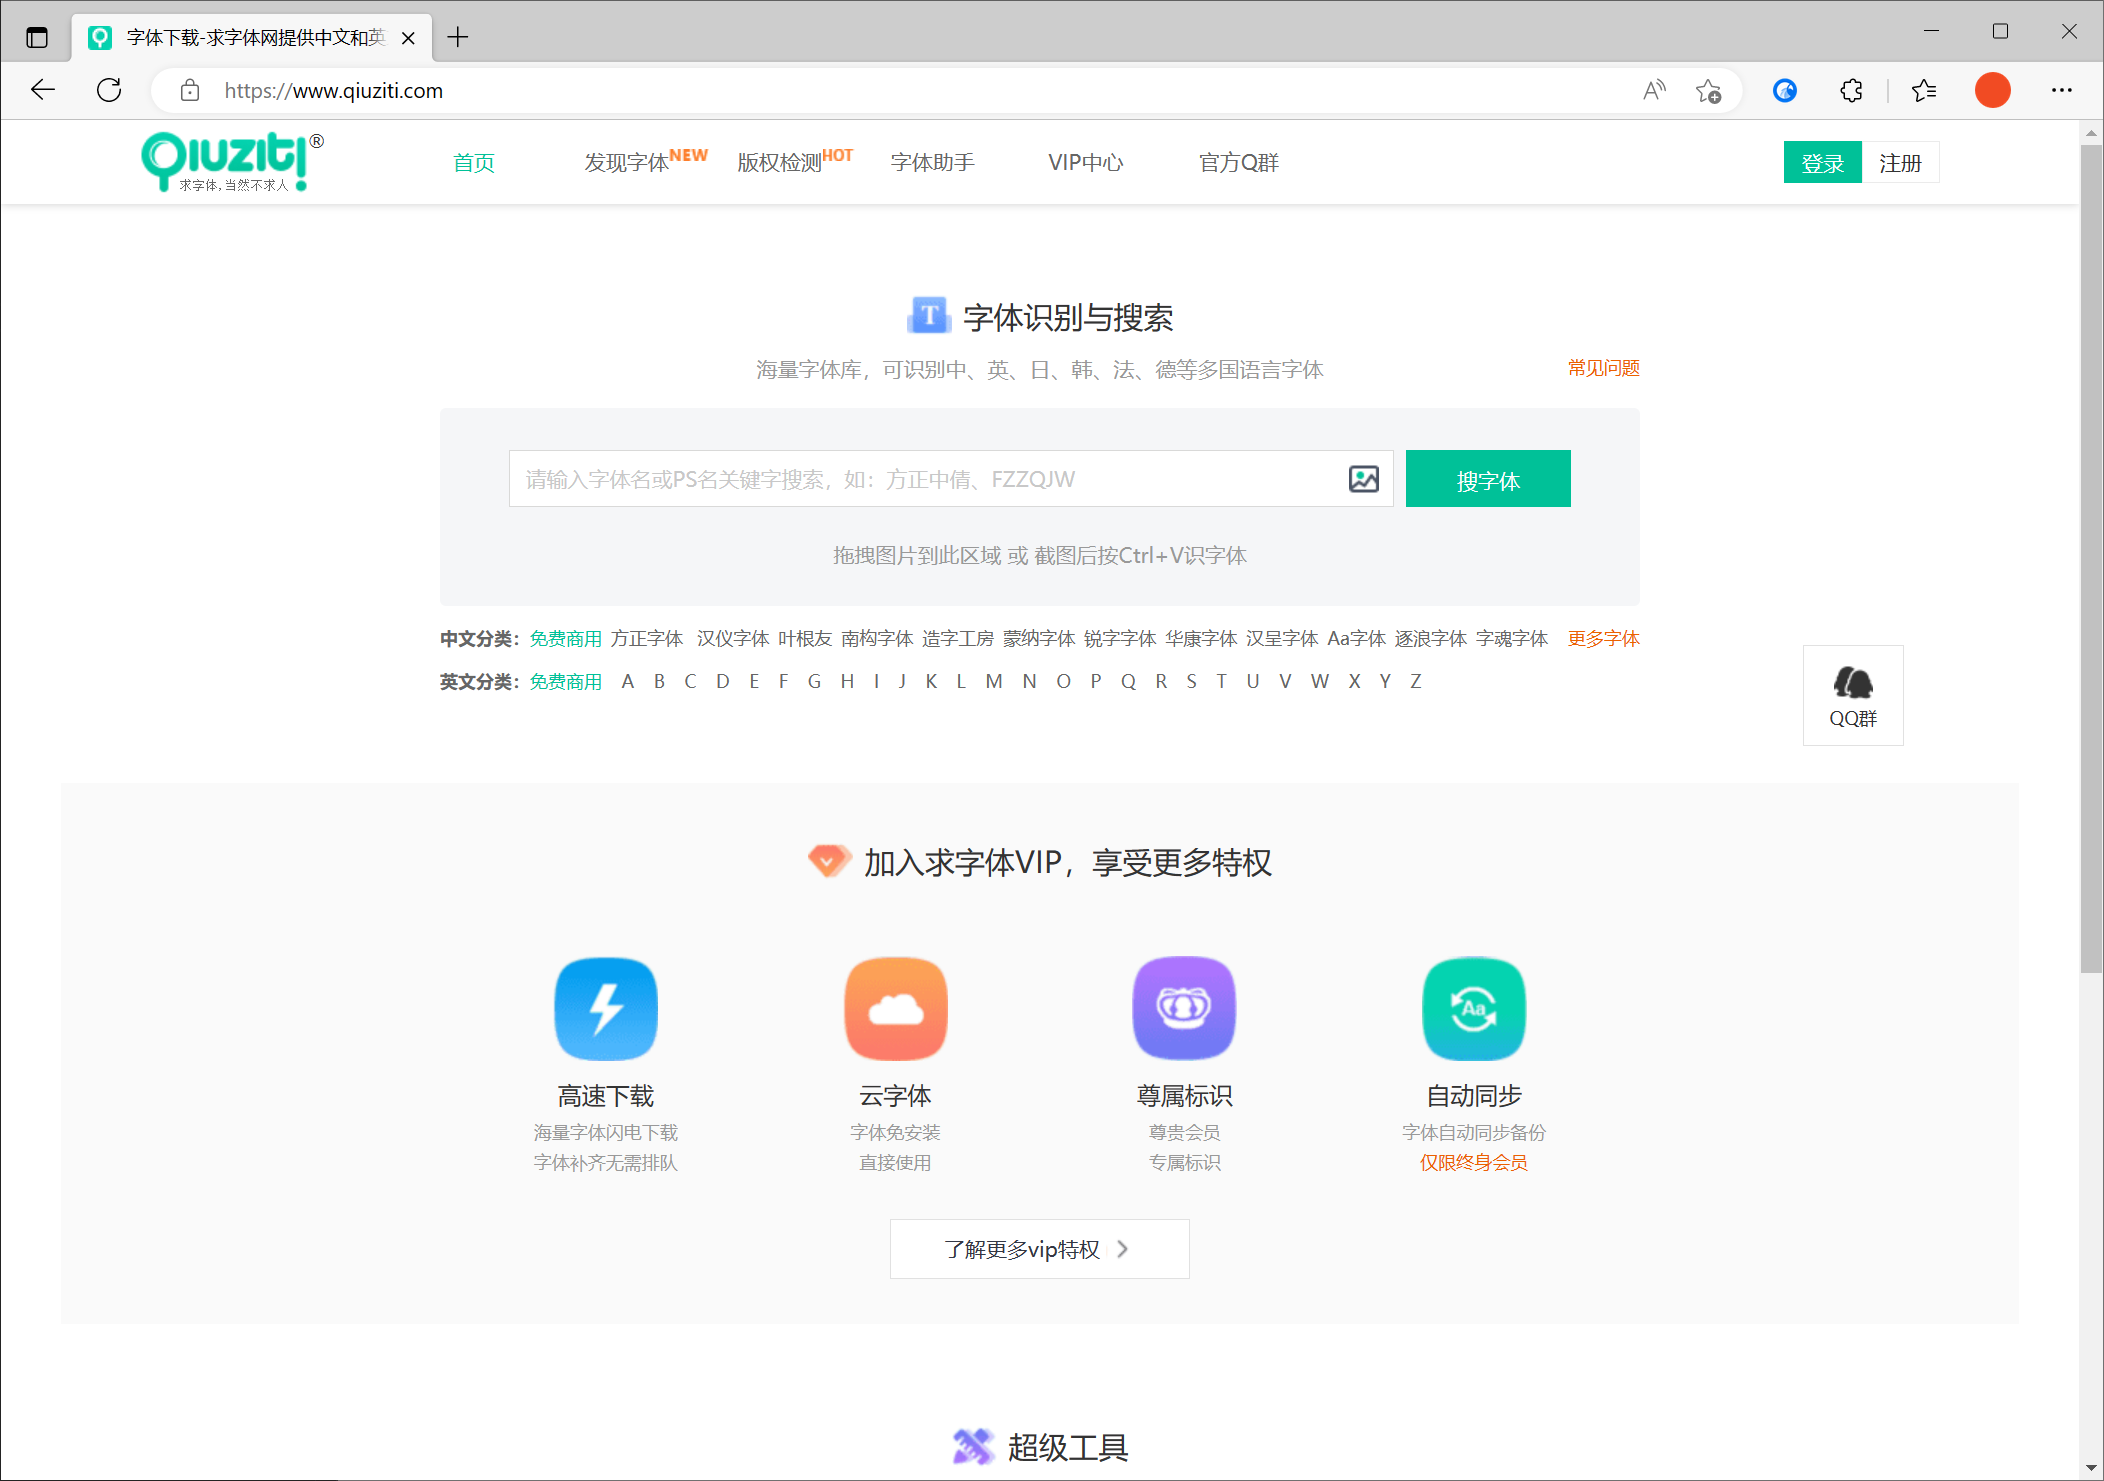 字体下载-求字体网提供中文和英
https://www.qiuziti.com
Qiuziti! ®
求字体,当然不求人
首页 发现字体NEW 版权检测HOT 字体助手 VIP中心 官方Q群 登录 注册
T 字体识别与搜索
海量字体库，可识别中、英、日、韩、法、德等多国语言字体 常见问题
请输入字体名或PS名关键字搜索，如：方正中倩、FZZQJW 搜字体
拖拽图片到此区域 或 截图后按Ctrl+V识字体
中文分类：免费商用 方正字体 汉仪字体 叶根友 南构字体 造字工房 蒙纳字体 锐字字体 华康字体 汉呈字体 Aa字体 逐浪字体 字魂字体 更多字体
英文分类：免费商用 A B C D E F G H I J K L M N O P Q R S T U V W X Y Z
QQ群
加入求字体VIP，享受更多特权
Aa
高速下载 云字体 尊属标识 自动同步
海量字体闪电下载 字体免安装 尊贵会员 字体自动同步备份
字体补齐无需排队 直接使用 专属标识 仅限终身会员
了解更多vip特权
超级工具